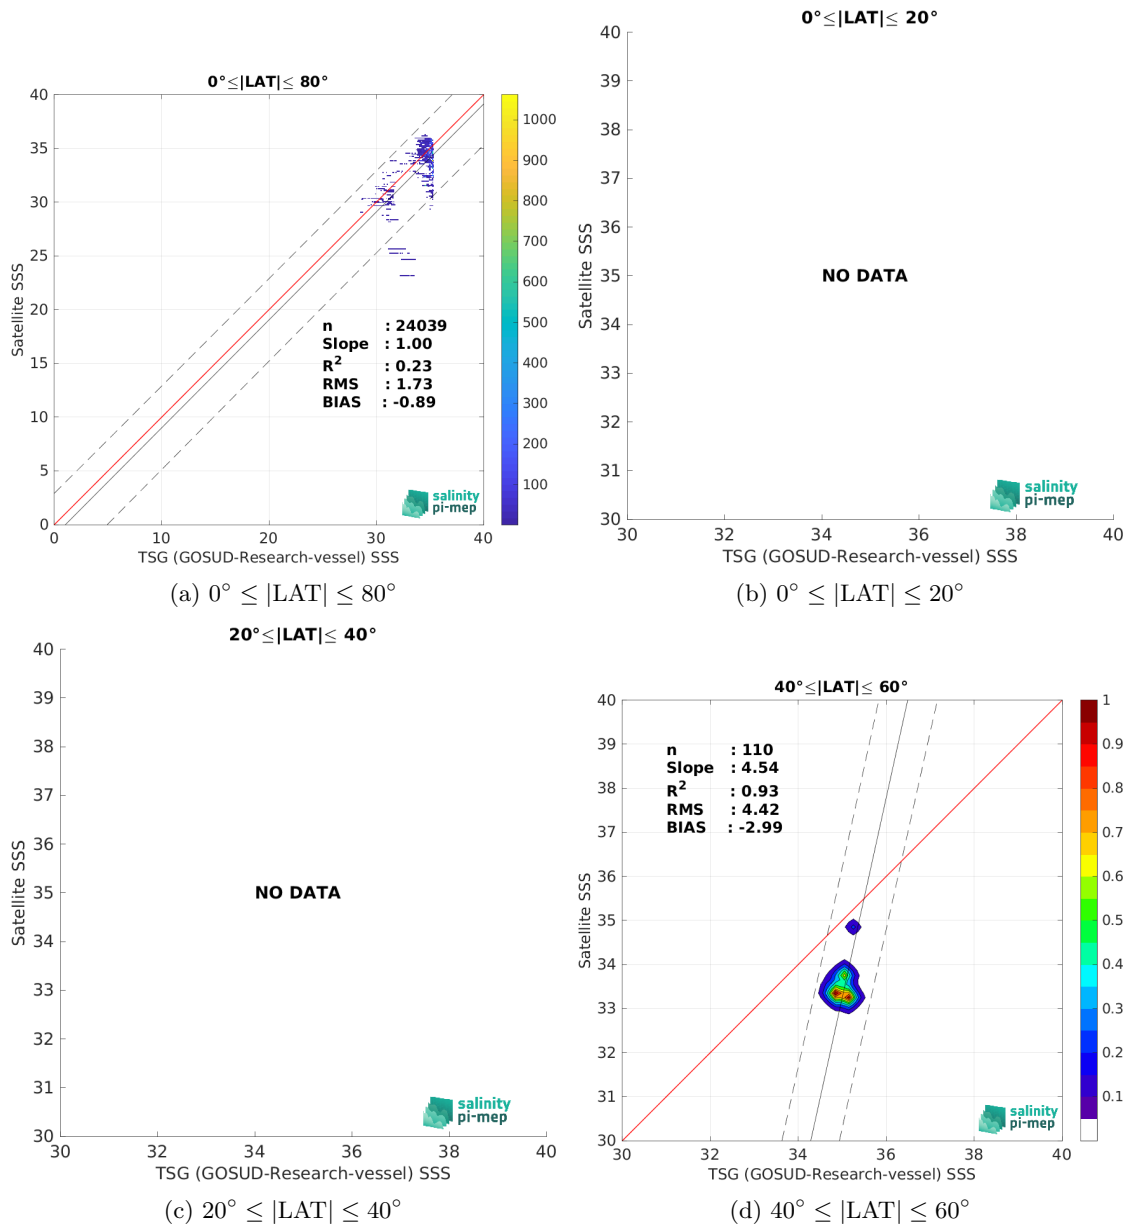 0°≤|LAT|≤ 80°
40
35
30
25
20
15
10
5
0
Satellite SSS
n : 24039
Slope : 1.00
R² : 0.23
RMS : 1.73
BIAS : -0.89
salinity
pi-mep
0 10 20 30 40
TSG (GOSUD-Research-vessel) SSS
1000
900
800
700
600
500
400
300
200
100
(a) 0° ≤ |LAT| ≤ 80°
0°≤|LAT|≤ 20°
40
39
38
37
36
35
34
33
32
31
30
Satellite SSS
NO DATA
salinity
pi-mep
30 32 34 36 38 40
TSG (GOSUD-Research-vessel) SSS
(b) 0° ≤ |LAT| ≤ 20°
20°≤|LAT|≤ 40°
40
39
38
37
36
35
34
33
32
31
30
Satellite SSS
NO DATA
salinity
pi-mep
30 32 34 36 38 40
TSG (GOSUD-Research-vessel) SSS
(c) 20° ≤ |LAT| ≤ 40°
40°≤|LAT|≤ 60°
40
39
38
37
36
35
34
33
32
31
30
Satellite SSS
n : 110
Slope : 4.54
R² : 0.93
RMS : 4.42
BIAS : -2.99
salinity
pi-mep
30 32 34 36 38 40
TSG (GOSUD-Research-vessel) SSS
1
0.9
0.8
0.7
0.6
0.5
0.4
0.3
0.2
0.1
(d) 40° ≤ |LAT| ≤ 60°